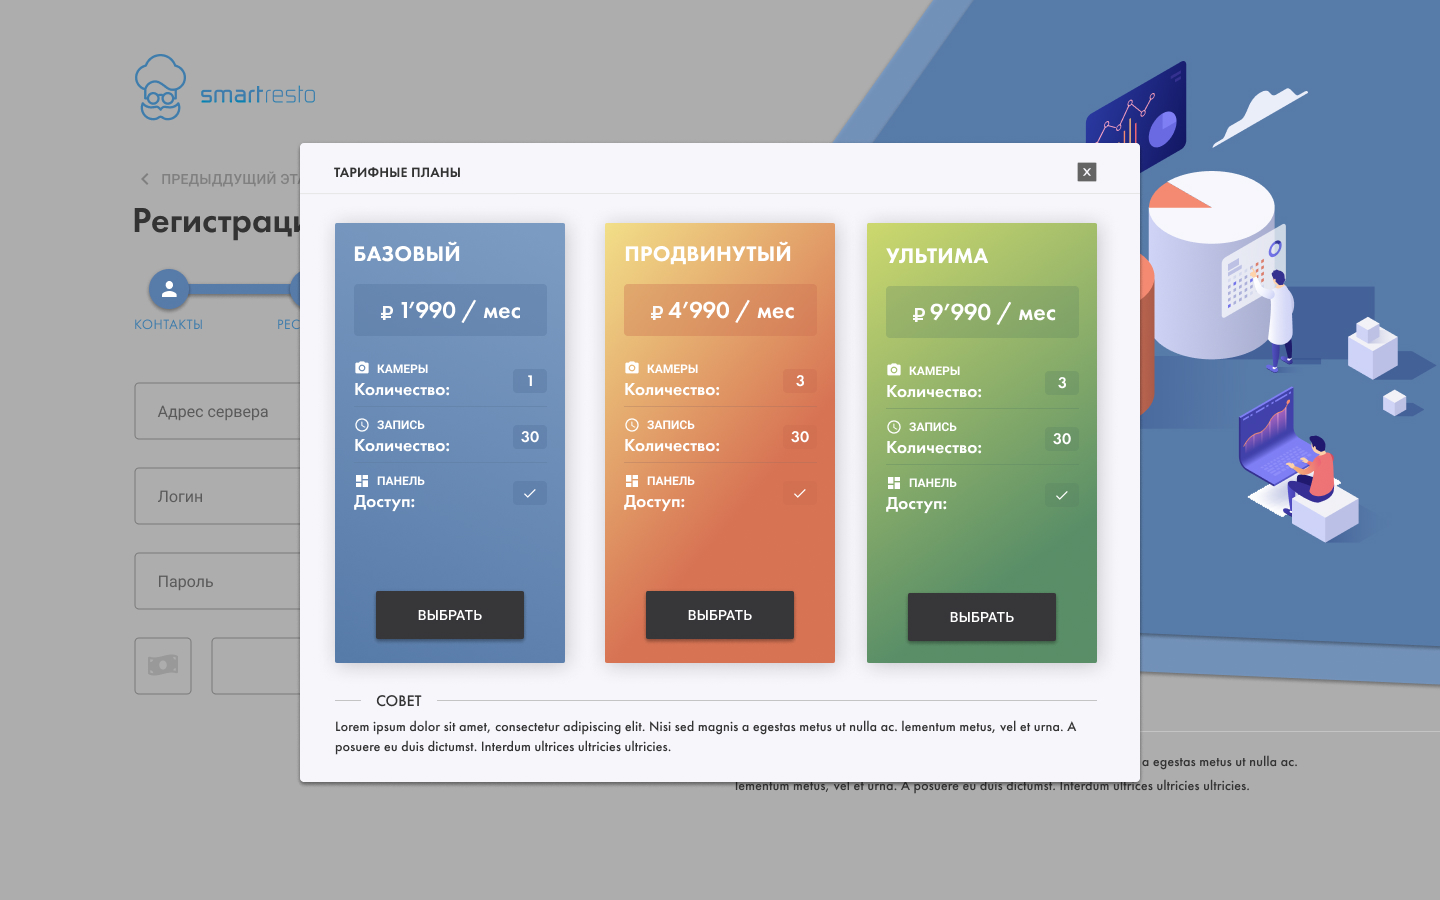 smartresto
ПРЕДЫДДУЩИЙ
Регистраци
КОНТАКТЫ
РЕС
Адрес сервера
Логин
Пароль
ТАРИФНЫЕ ПЛАНЫ
X
БАЗОВЫЙ
₽ 1’990 / мес
КАМЕРЫ
Количество:
1
ЗАПИСЬ
Количество:
30
ПАНЕЛЬ
Доступ:
ВЫБРАТЬ
ПРОДВИНУТЫЙ
₽ 4’990 / мес
КАМЕРЫ
Количество:
3
ЗАПИСЬ
Количество:
30
ПАНЕЛЬ
Доступ:
ВЫБРАТЬ
УЛЬТИМА
₽ 9’990 / мес
КАМЕРЫ
Количество:
3
ЗАПИСЬ
Количество:
30
ПАНЕЛЬ
Доступ:
ВЫБРАТЬ
СОВЕТ
Lorem ipsum dolor sit amet, consectetur adipiscing elit. Nisi sed magnis a egestas metus ut nulla ac. lementum metus, vel et urna. A
posuere eu duis dictumst. Interdum ultrices ultricies ultricies.
a egestas metus ut nulla ac.
lementum metus, vel et urna. A posuere eu duis dictumst. Interdum ultrices ultricies ultricies.